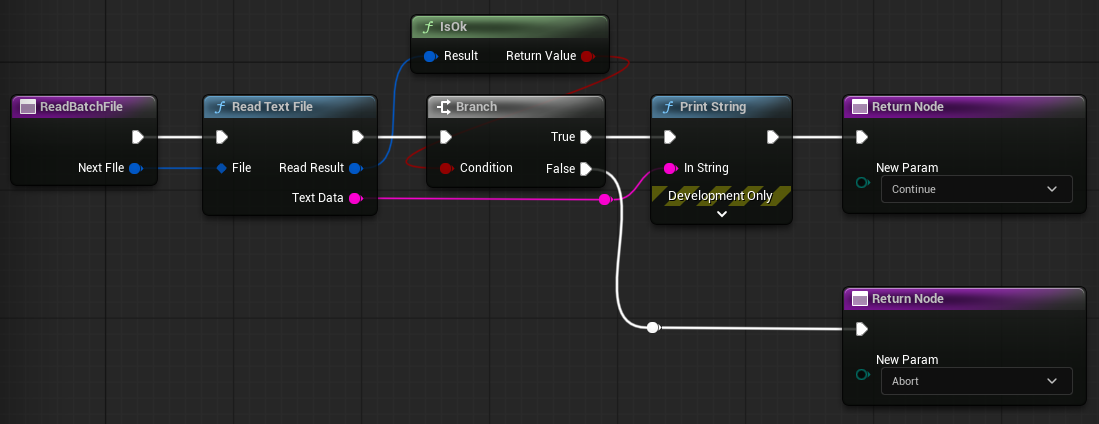 IsOk
Result
Return Value
ReadBatchFile
Next FIle
Read Text File
File
Read Result
Text Data
Branch
True
Condition
False
Print String
In String
Development Only
Return Node
New Param
Continue
Return Node
New Param
Abort